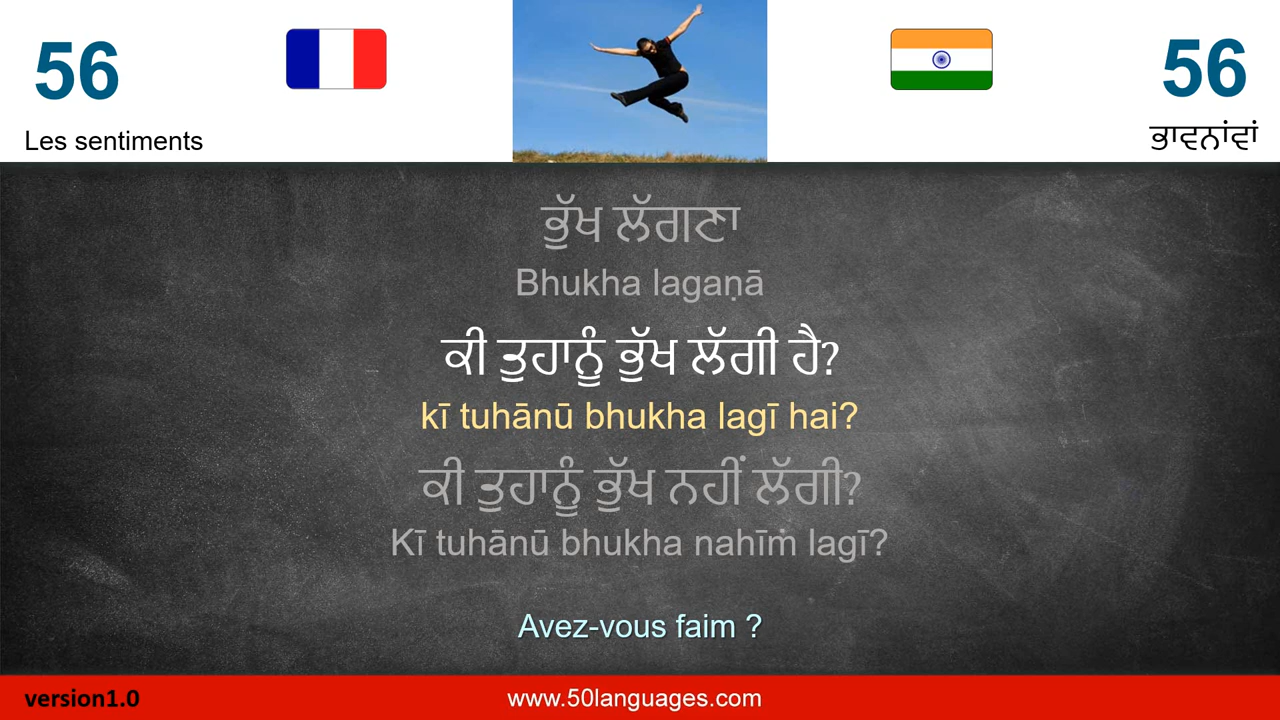 56
Les sentiments
56
ਭਾਵਨਾਂਵਾਂ
ਭੁੱਖ ਲੱਗਣਾ
Bhukha lagaṇā
ਕੀ ਤੁਹਾਨੂੰ ਭੁੱਖ ਲੱਗੀ ਹੈ?
kī tuhānū bhukha lagī hai?
ਕੀ ਤੁਹਾਨੂੰ ਭੁੱਖ ਨਹੀਂ ਲੱਗੀ?
Kī tuhānū bhukha nahīṁ lagī?
Avez-vous faim ?
version1.0
www.50languages.com